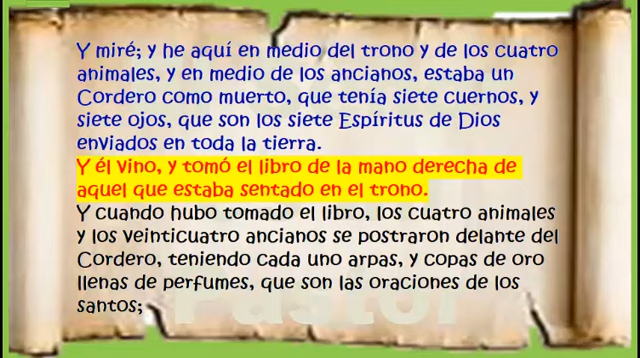 Y miré; y he aquí en medio del trono y de los cuatro
animales, y en medio de los ancianos, estaba un
Cordero como muerto, que tenía siete cuernos, y
siete ojos, que son los siete Espíritus de Dios
enviados en toda la tierra.
Y él vino, y tomó el libro de la mano derecha de
aquel que estaba sentado en el trono.
Y cuando hubo tomado el libro, los cuatro animales
y los veinticuatro ancianos se postraron delante del
Cordero, teniendo cada uno arpas, y copas de oro
llenas de perfumes, que son las oraciones de los
santos;
Pastor